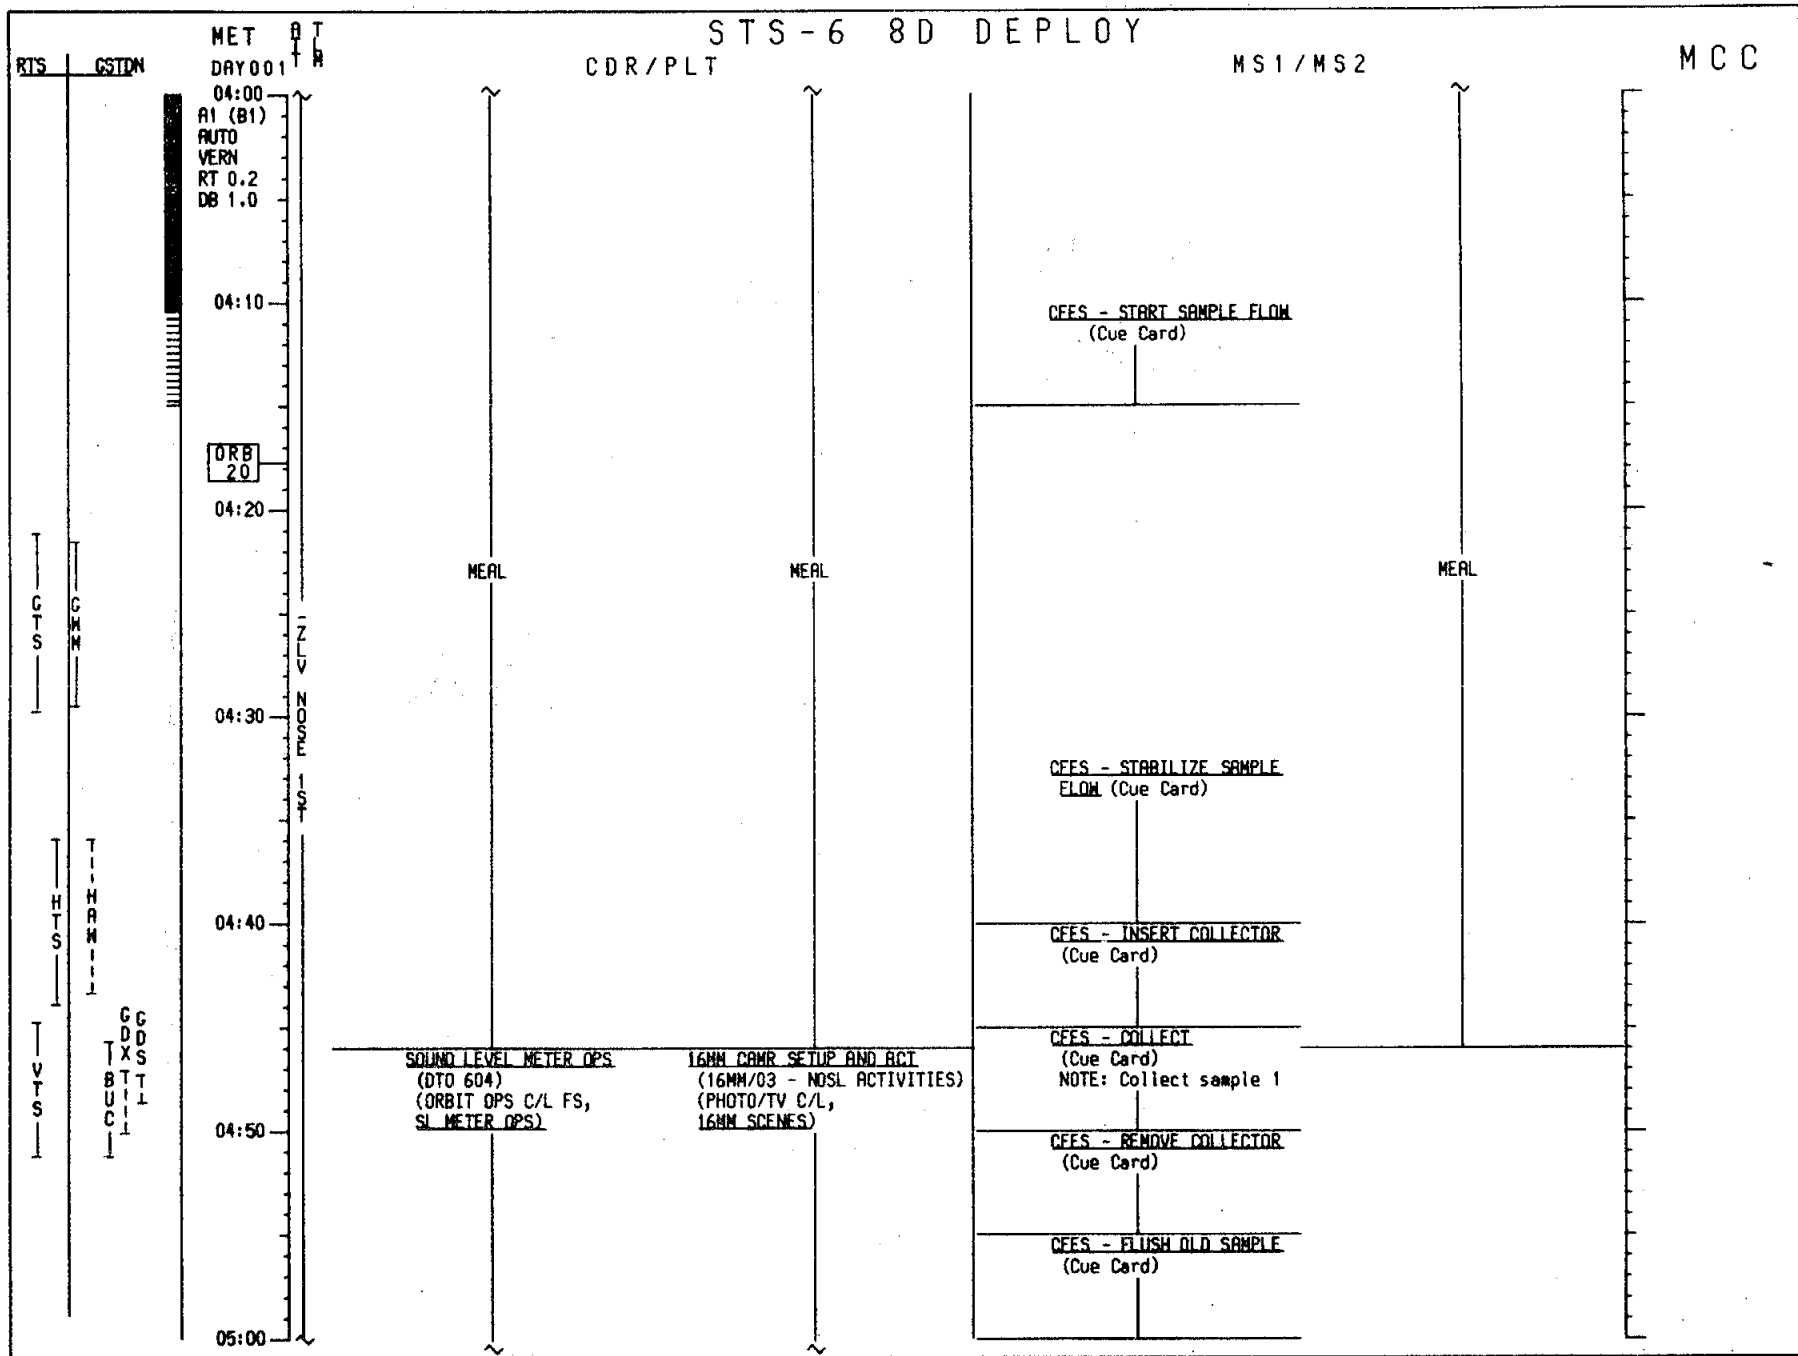 STS-6 8D DEPLOY
MET
DAY001
ATT
TLM
RTS
GSTDN
CDR/PLT
MS1/MS2
MCC
04:00
A1 (B1)
AUTO
VERN
RT 0.2
DB 1.0
04:10
CFES - START SAMPLE FLOW
(Cue Card)
ORB
20
04:20
MEAL
MEAL
MEAL
GTS
GWM
-ZLV NOSE 1ST
04:30
CFES - STABILIZE SAMPLE
FLOW (Cue Card)
HTS
HAW
04:40
CFES - INSERT COLLECTOR
(Cue Card)
VTS
BUC
GDX
GDS
SOUND LEVEL METER OPS
(DTO 604)
(ORBIT OPS C/L FS,
SL METER OPS)
16MM CAMR SETUP AND ACT
(16MM/03 - NOSL ACTIVITIES)
(PHOTO/TV C/L,
16MM SCENES)
CFES - COLLECT
(Cue Card)
NOTE: Collect sample 1
04:50
CFES - REMOVE COLLECTOR
(Cue Card)
CFES - FLUSH OLD SAMPLE
(Cue Card)
05:00